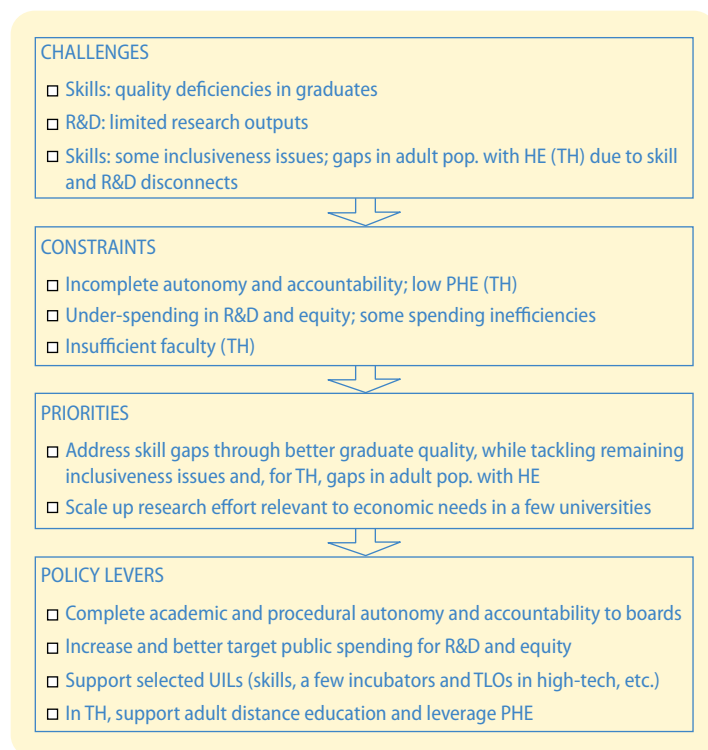 CHALLENGES
Skills: quality deficiencies in graduates
R&D: limited research outputs
Skills: some inclusiveness issues; gaps in adult pop. with HE (TH) due to skill
and R&D disconnects
CONSTRAINTS
Incomplete autonomy and accountability; low PHE (TH)
Under-spending in R&D and equity; some spending inefficiencies
Insufficient faculty (TH)
PRIORITIES
Address skill gaps through better graduate quality, while tackling remaining
inclusiveness issues and, for TH, gaps in adult pop. with HE
Scale up research effort relevant to economic needs in a few universities
POLICY LEVERS
Complete academic and procedural autonomy and accountability to boards
Increase and better target public spending for R&D and equity
Support selected UILs (skills, a few incubators and TLOs in high-tech, etc.)
In TH, support adult distance education and leverage PHE